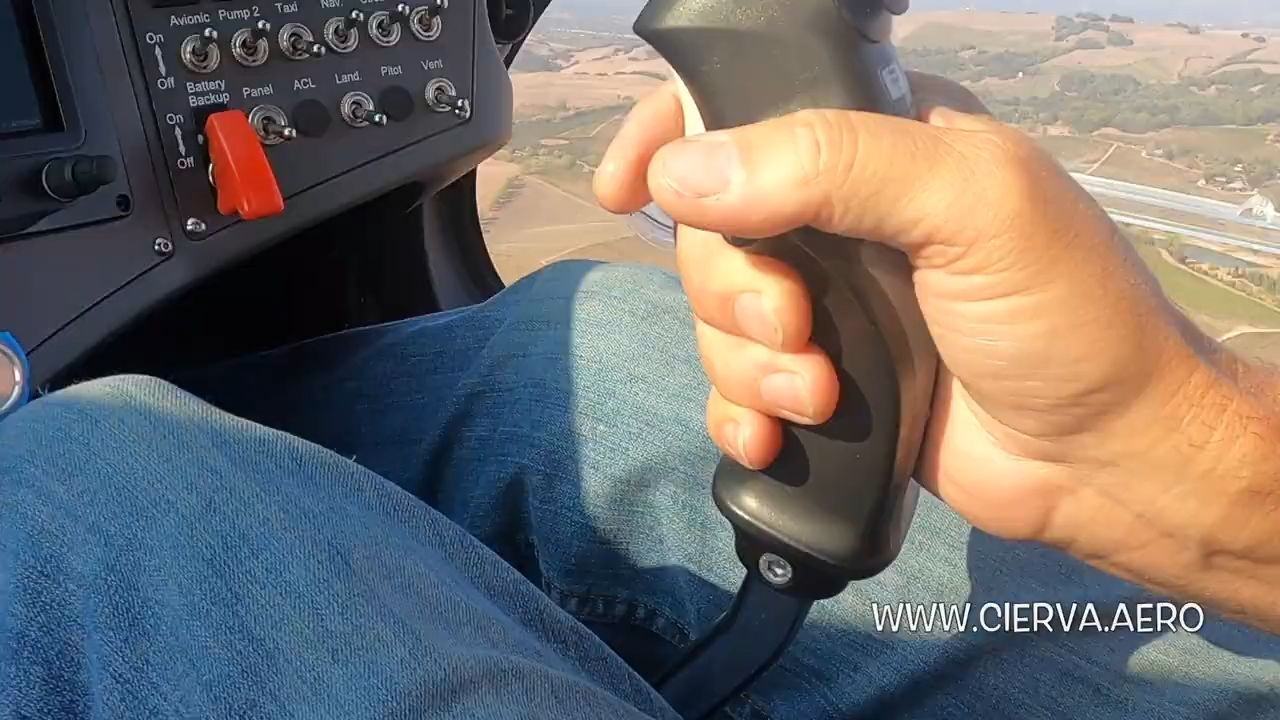 Avionic Pump 2 Taxi Nav.
On
Off
Battery Backup Panel ACL Land. Pitot Vent
On
Off
WWW.CIERVA.AERO